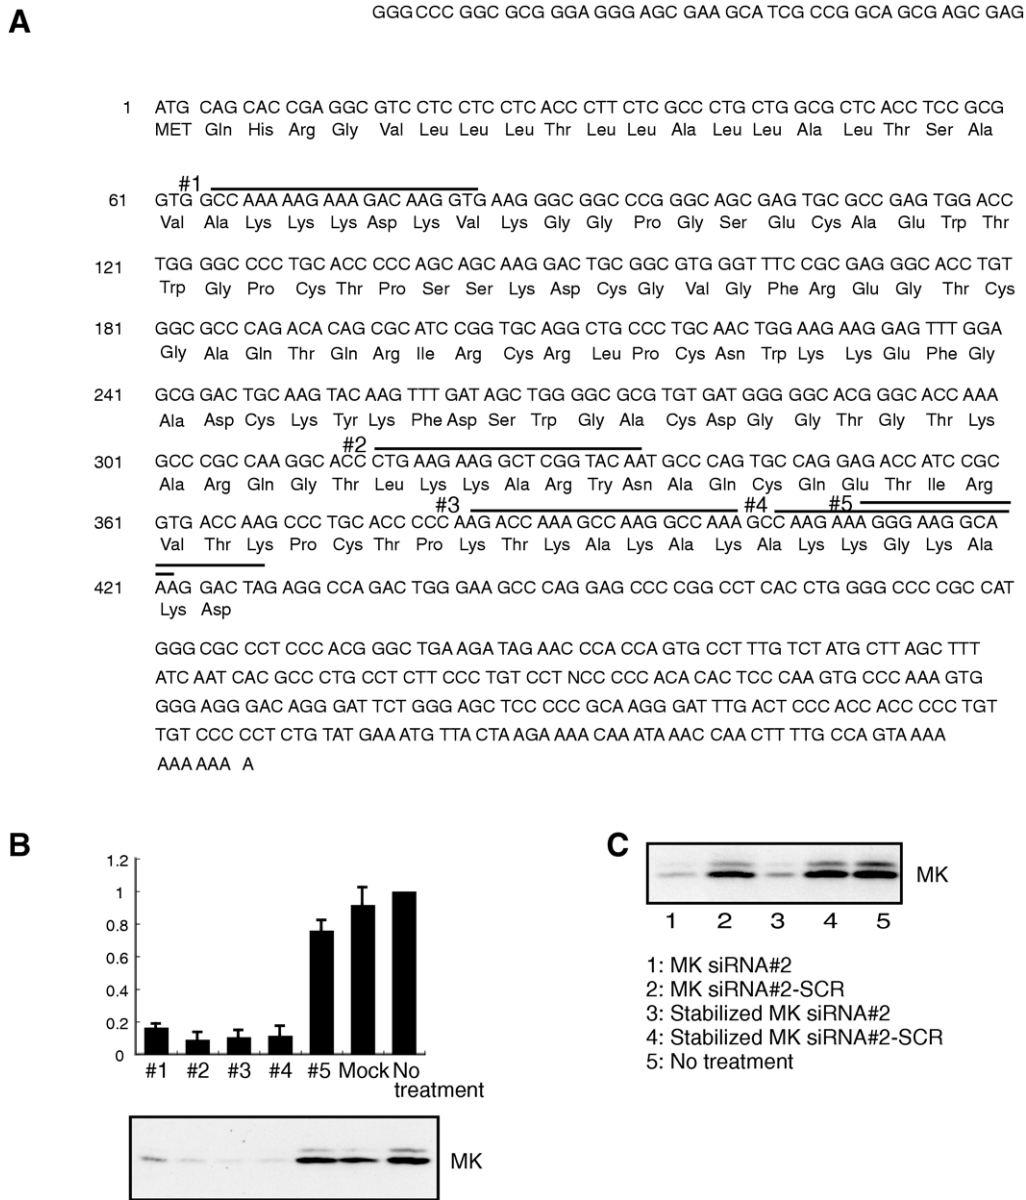 A
GGGCCC GGC GCG GGA GGG AGC GAA GCA TCG CCG GCA GCG AGC GAG
1 ATG CAG CAC CGA GGC GTC CTC CTC CTC ACC CTT CTC GCC CTG CTG GCG CTC ACC TCC GCG
MET Gln His Arg Gly Val Leu Leu Leu Thr Leu Leu Ala Leu Leu Ala Leu Thr Ser Ala
#1
61 GTG GCC AAA AAG AAA GAC AAG GTG AAG GGC GGC CCG GGC AGC GAG TGC GCC GAG TGG ACC
Val Ala Lys Lys Lys Asp Lys Val Lys Gly Gly Pro Gly Ser Glu Cys Ala Glu Trp Thr
121 TGG GGC CCC TGC ACC CCC AGC AGC AAG GAC TGC GGC GTG GGT TTC CGC GAG GGC ACC TGT
Trp Gly Pro Cys Thr Pro Ser Ser Lys Asp Cys Gly Val Gly Phe Arg Glu Gly Thr Cys
181 GGC GCC CAG ACA CAG CGC ATC CGG TGC AGG CTG CCC TGC AAC TGG AAG AAG GAG TTT GGA
Gly Ala Gln Thr Gln Arg Ile Arg Cys Arg Leu Pro Cys Asn Trp Lys Lys Glu Phe Gly
241 GCG GAC TGC AAG TAC AAG TTT GAT AGC TGG GGC GCG TGT GAT GGG GGC ACG GGC ACC AAA
Ala Asp Cys Lys Tyr Lys Phe Asp Ser Trp Gly Ala Cys Asp Gly Gly Thr Gly Thr Lys
#2
301 GCC CGC CAA GGC ACC CTG AAG AAG GCT CGG TAC AAT GCC CAG TGC CAG GAG ACC ATC CGC
Ala Arg Gln Gly Thr Leu Lys Lys Ala Arg Try Asn Ala Gln Cys Gln Glu Thr Ile Arg
#3 #4 #5
361 GTG ACC AAG CCC TGC ACC CCC AAG ACC AAA GCC AAG GCC AAA GCC AAG AAA GGG AAG GCA
Val Thr Lys Pro Cys Thr Pro Lys Thr Lys Ala Lys Ala Lys Ala Lys Lys Gly Lys Ala
421 AAG GAC TAG AGG CCA GAC TGG GAA GCC CAG GAG CCC CGG CCT CAC CTG GGG CCC CGC CAT
Lys Asp
GGG CGC CCT CCC ACG GGC TGA AGA TAG AAC CCA CCA GTG CCT TTG TCT ATG CTT AGC TTT
ATC AAT CAC GCC CTG CCT CTT CCC TGT CCT NCC CCC ACA CAC TCC CAA GTG CCC AAA GTG
GGG AGG GAC AGG GAT TCT GGG AGC TCC CCC GCA AGG GAT TTG ACT CCC ACC ACC CCC TGT
TGT CCC CCT CTG TAT GAA ATG TTA CTA AGA AAA CAA ATA AAC CAA CTT TTG CCA GTA AAA
AAA AAA A
B
1.2
1
0.8
0.6
0.4
0.2
0
#1 #2 #3 #4 #5 Mock No treatment
MK
C
MK
1 2 3 4 5
1: MK siRNA#2
2: MK siRNA#2-SCR
3: Stabilized MK siRNA#2
4: Stabilized MK siRNA#2-SCR
5: No treatment